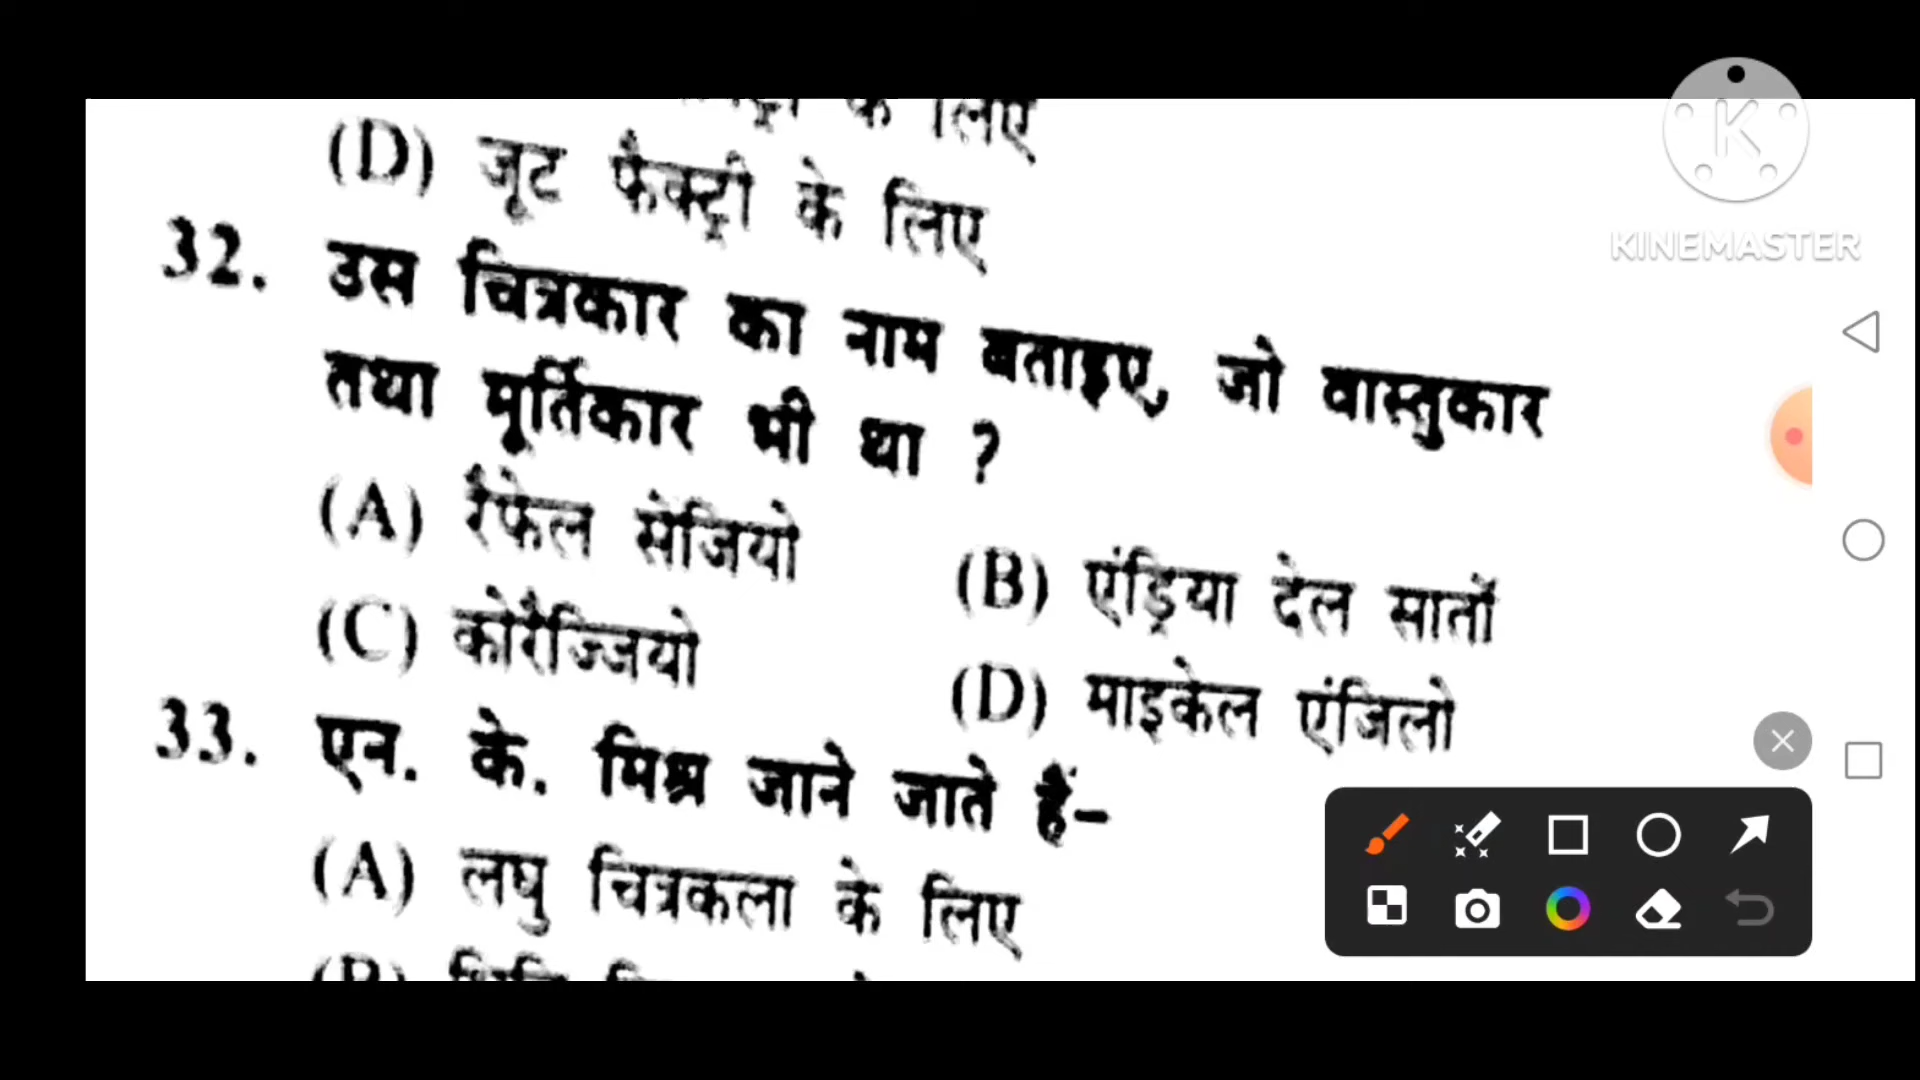 के लिए
(D) जूट फैक्ट्री के लिए
32. उस चित्रकार का नाम बताइए, जो वास्तुकार
तथा मूर्तिकार भी था ?
(A) रैफेल सेंजियो (B) एंड्रिया देल सार्तो
(C) कोरैज्जियो (D) माइकेल एंजिलो
33. एन. के. मिश्र जाने जाते हैं-
(A) लघु चित्रकला के लिए
(B)
K
KINEMASTER